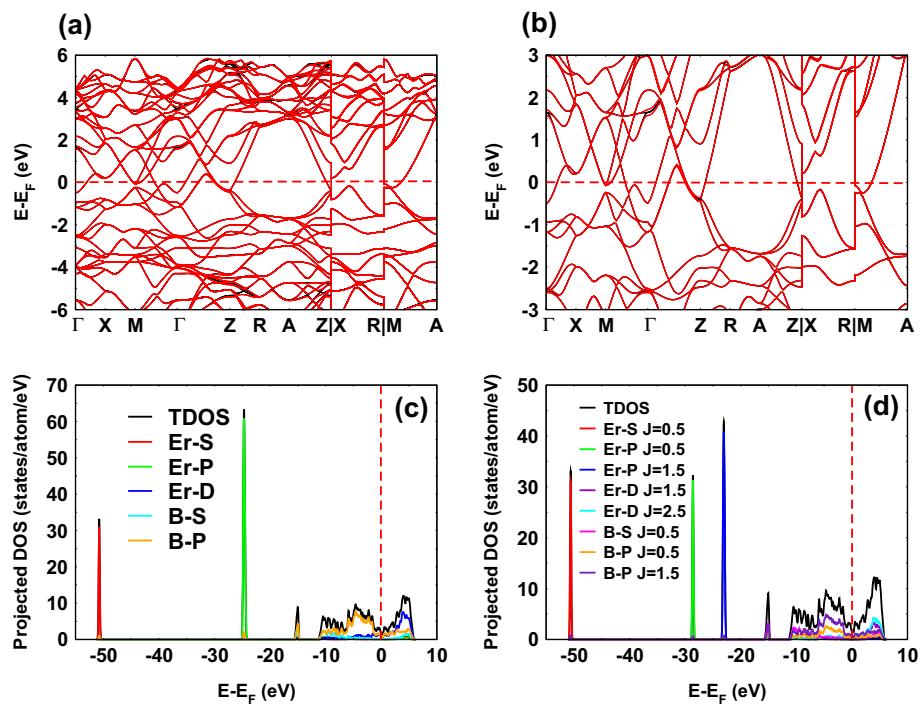 (a)
6
4
2
0
-2
-4
-6
E-E_F (eV)
Γ X M Γ Z R A Z|X R|M A
(b)
3
2
1
0
-1
-2
-3
E-E_F (eV)
Γ X M Γ Z R A Z|X R|M A
(c)
70
60
50
40
30
20
10
0
Projected DOS (states/atom/eV)
TDOS
Er-S
Er-P
Er-D
B-S
B-P
-50 -40 -30 -20 -10 0 10
E-E_F (eV)
(d)
50
40
30
20
10
0
Projected DOS (states/atom/eV)
TDOS
Er-S J=0.5
Er-P J=0.5
Er-P J=1.5
Er-D J=1.5
Er-D J=2.5
B-S J=0.5
B-P J=0.5
B-P J=1.5
-50 -40 -30 -20 -10 0 10
E-E_F (eV)